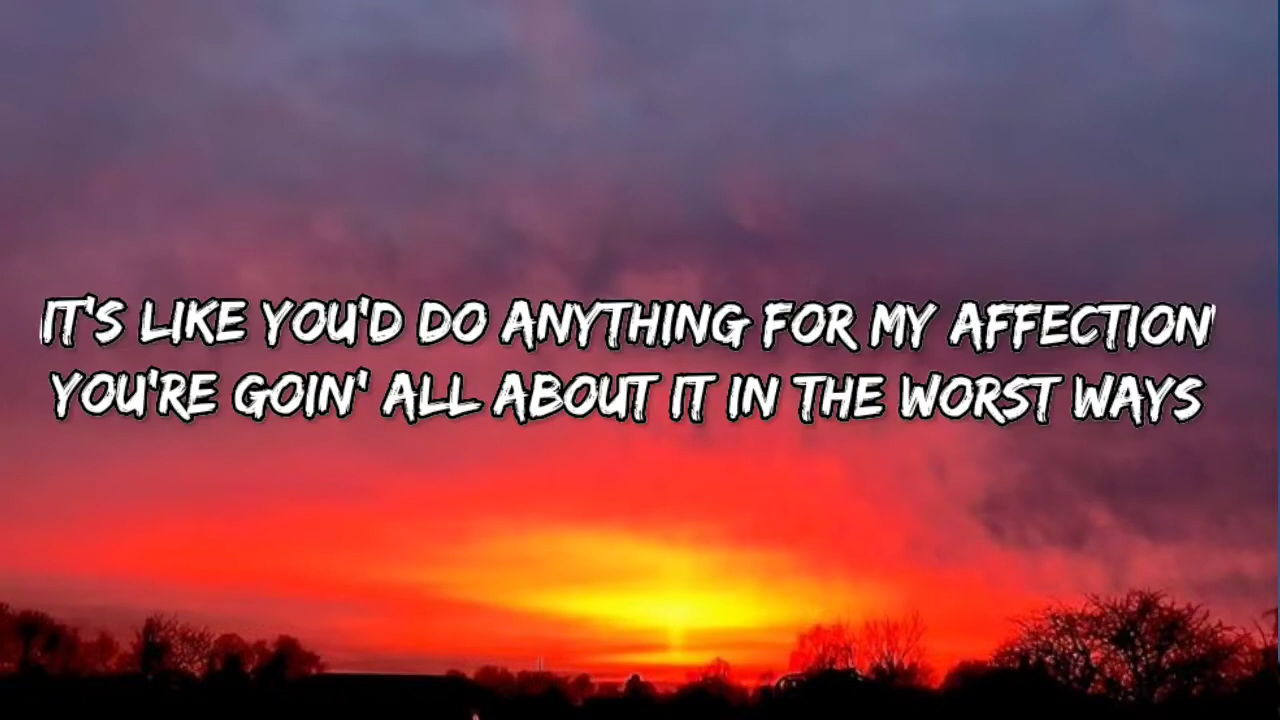 IT'S LIKE YOU'D DO ANYTHING FOR MY AFFECTION
YOU'RE GOIN' ALL ABOUT IT IN THE WORST WAYS